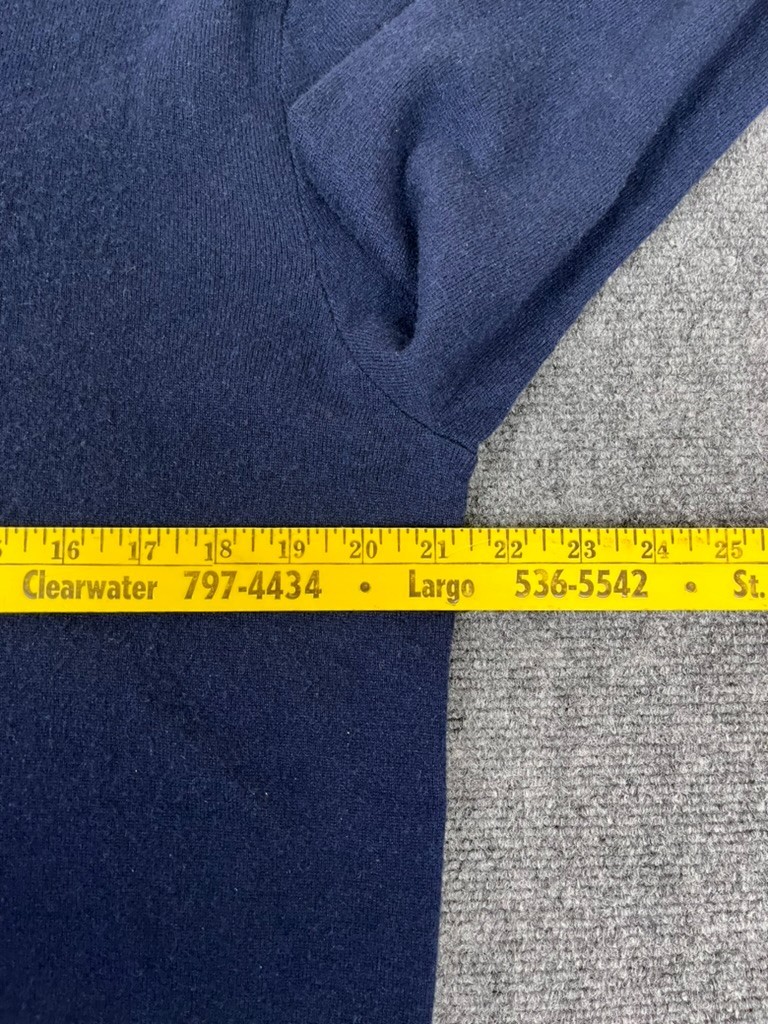 16 17 18 19 20 21 22 23 24 25
Clearwater 797-4434 • Largo 536-5542 • St.